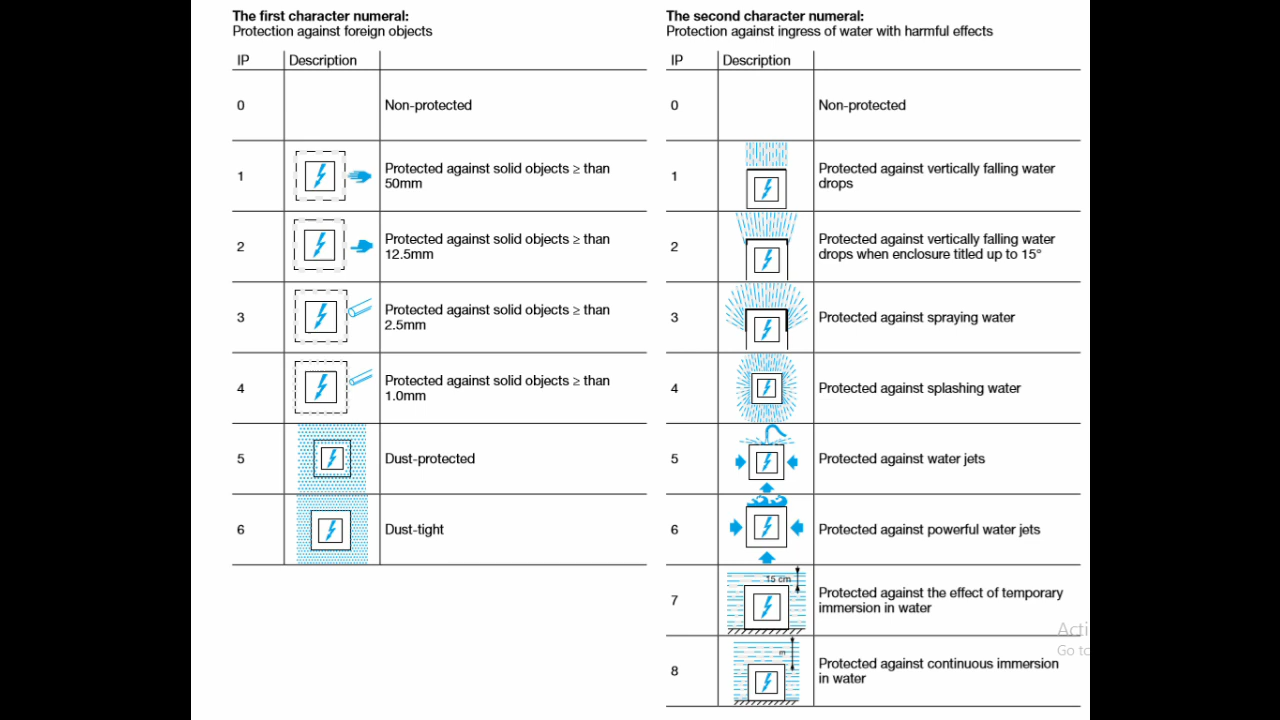 The first character numeral:
Protection against foreign objects
IP Description
0 Non-protected
1 Protected against solid objects ≥ than
50mm
2 Protected against solid objects ≥ than
12.5mm
3 Protected against solid objects ≥ than
2.5mm
4 Protected against solid objects ≥ than
1.0mm
5 Dust-protected
6 Dust-tight
The second character numeral:
Protection against ingress of water with harmful effects
IP Description
0 Non-protected
1 Protected against vertically falling water
drops
2 Protected against vertically falling water
drops when enclosure titled up to 15°
3 Protected against spraying water
4 Protected against splashing water
5 Protected against water jets
6 Protected against powerful water jets
15 cm
7 Protected against the effect of temporary
immersion in water
m
8 Protected against continuous immersion
in water
Acti
Go to